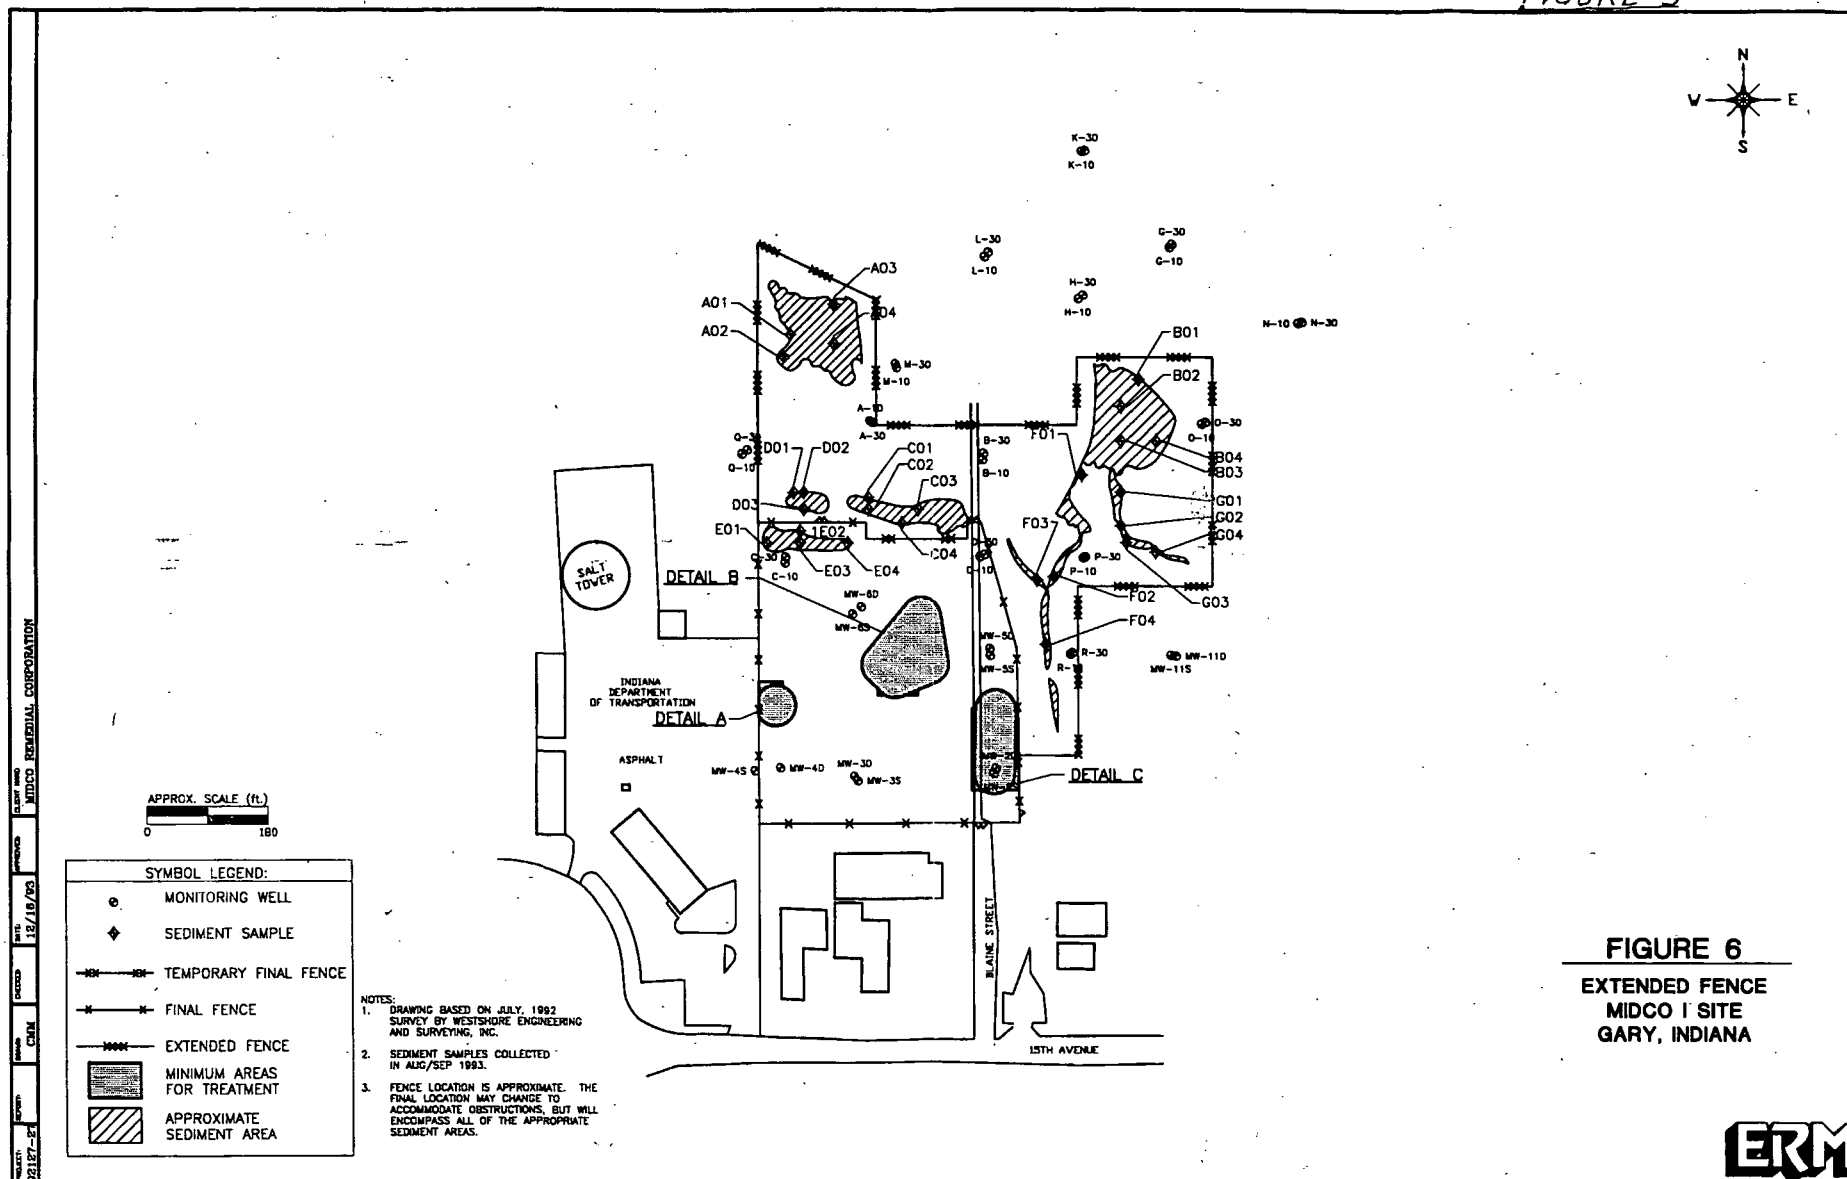 N
W E
S
K-30
K-10
L-30
L-10
G-30
G-10
H-30
H-10
N-10 N-30
A03
A01
A04
A02
M-30
M-10
B01
B02
A-10
A-30
O-30
O-10
F01
B-30
B-10
B04
B03
Q-10
D01 D02
C01
C02
C03
D03
G01
G02
G04
F03
E01
E02
C04
C-30
C-10
E03 E04
P-30
P-10
F02
G03
F04
SALT
TOWER
DETAIL B
MW-6D
MW-6S
MW-5D
MW-5S
R-30
MW-11D
MW-11S
INDIANA
DEPARTMENT
OF TRANSPORTATION
DETAIL A
ASPHALT
MW-4S MW-4D
MW-3D
MW-3S
DETAIL C
BLAINE STREET
15TH AVENUE
APPROX. SCALE (ft.)
0 180
SYMBOL LEGEND:
MONITORING WELL
SEDIMENT SAMPLE
TEMPORARY FINAL FENCE
FINAL FENCE
EXTENDED FENCE
MINIMUM AREAS
FOR TREATMENT
APPROXIMATE
SEDIMENT AREA
NOTES:
1. DRAWING BASED ON JULY, 1992
SURVEY BY WESTSHORE ENGINEERING
AND SURVEYING, INC.
2. SEDIMENT SAMPLES COLLECTED
IN AUG/SEP 1993.
3. FENCE LOCATION IS APPROXIMATE. THE
FINAL LOCATION MAY CHANGE TO
ACCOMMODATE OBSTRUCTIONS, BUT WILL
ENCOMPASS ALL OF THE APPROPRIATE
SEDIMENT AREAS.
FIGURE 6
EXTENDED FENCE
MIDCO I SITE
GARY, INDIANA
ERM
MIDCO REMEDIAL CORPORATION
12/16/93